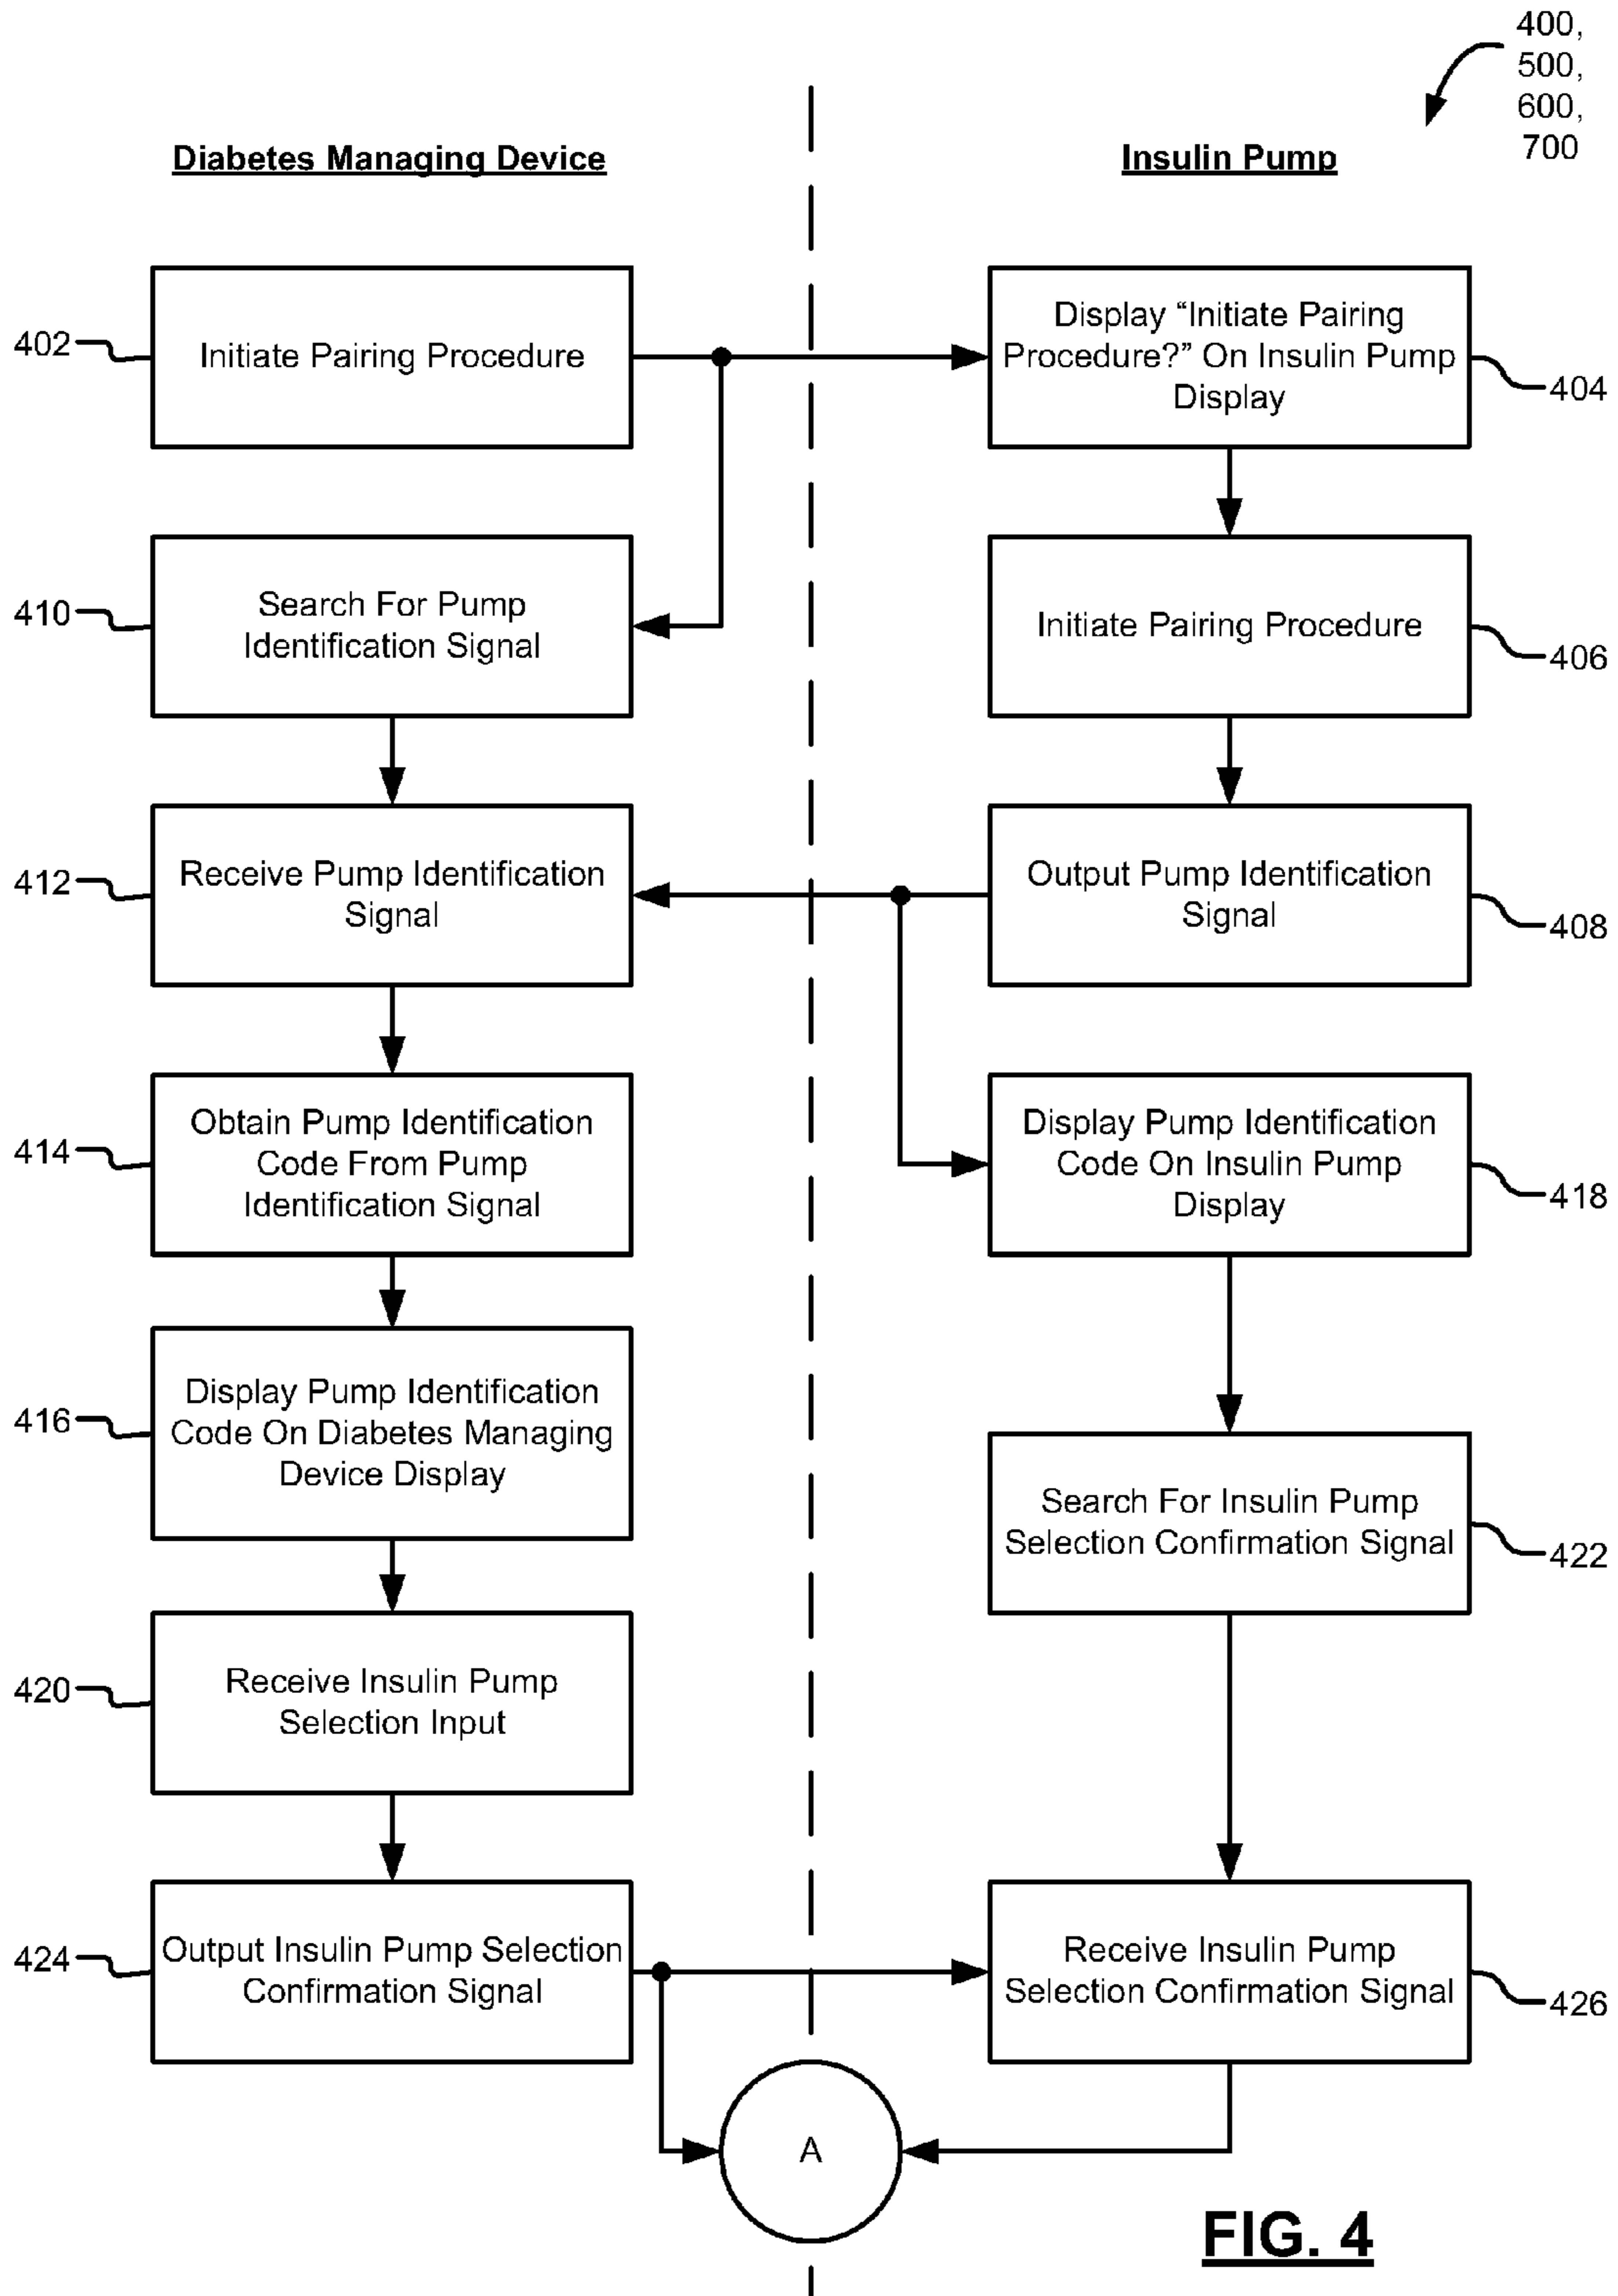 400,
500,
600,
700
Diabetes Managing Device
Insulin Pump
402
Initiate Pairing Procedure
Display “Initiate Pairing
Procedure?” On Insulin Pump
Display
404
410
Search For Pump
Identification Signal
Initiate Pairing Procedure
406
412
Receive Pump Identification
Signal
Output Pump Identification
Signal
408
414
Obtain Pump Identification
Code From Pump
Identification Signal
Display Pump Identification
Code On Insulin Pump
Display
418
416
Display Pump Identification
Code On Diabetes Managing
Device Display
Search For Insulin Pump
Selection Confirmation Signal
422
420
Receive Insulin Pump
Selection Input
424
Output Insulin Pump Selection
Confirmation Signal
Receive Insulin Pump
Selection Confirmation Signal
426
A
FIG. 4